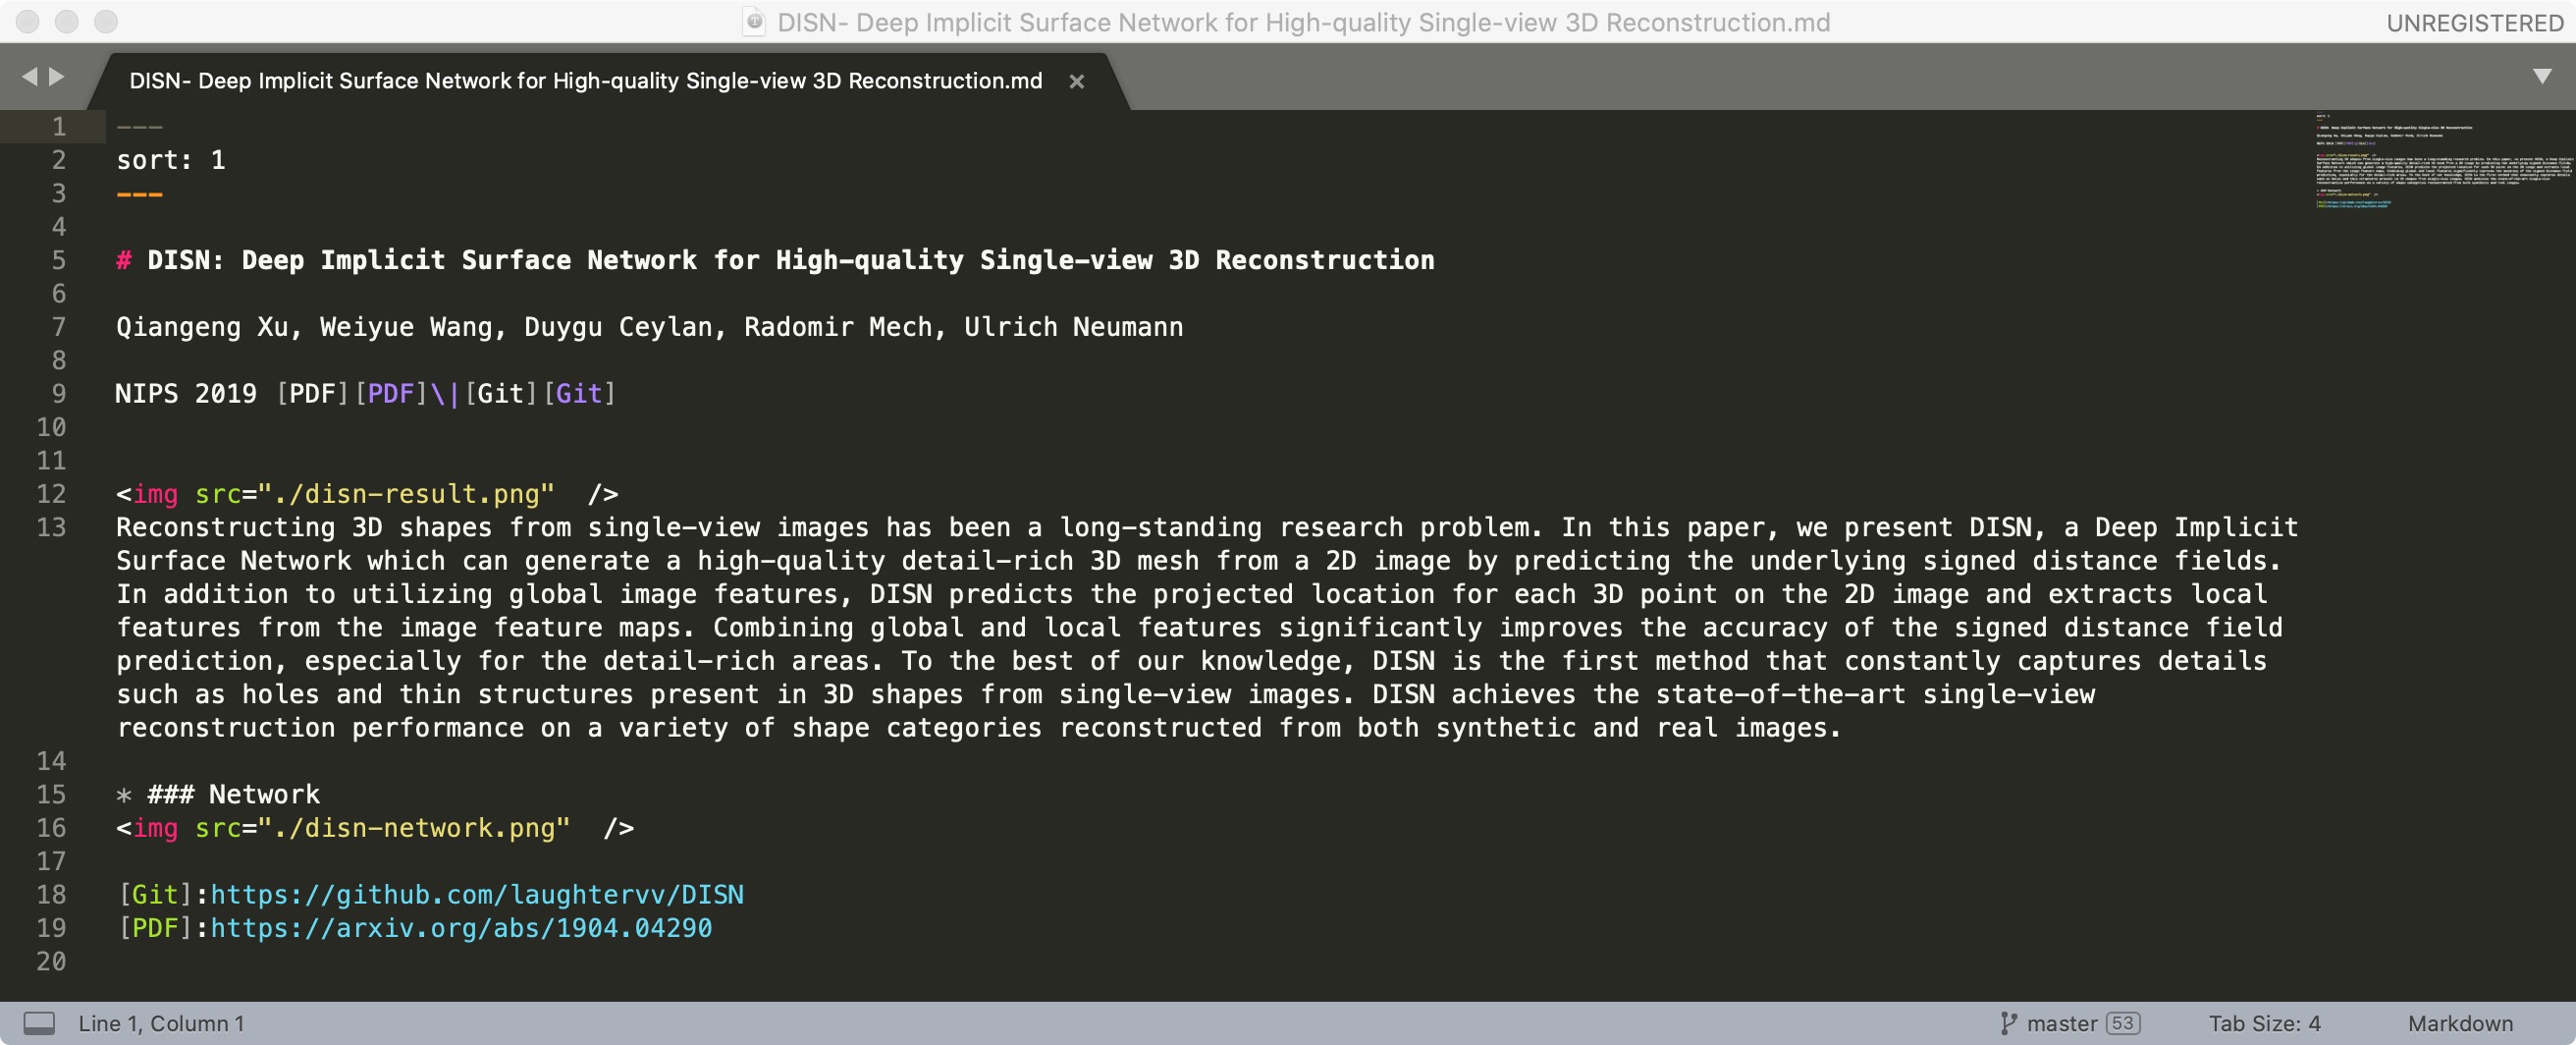 DISN- Deep Implicit Surface Network for High-quality Single-view 3D Reconstruction.md
UNREGISTERED
DISN- Deep Implicit Surface Network for High-quality Single-view 3D Reconstruction.md ×
1 ---
2 sort: 1
3 ---
4
5 # DISN: Deep Implicit Surface Network for High-quality Single-view 3D Reconstruction
6
7 Qiangeng Xu, Weiyue Wang, Duygu Ceylan, Radomir Mech, Ulrich Neumann
8
9 NIPS 2019 [PDF][PDF]\|[Git][Git]
10
11
12 <img src="./disn-result.png"  />
13 Reconstructing 3D shapes from single-view images has been a long-standing research problem. In this paper, we present DISN, a Deep Implicit
Surface Network which can generate a high-quality detail-rich 3D mesh from a 2D image by predicting the underlying signed distance fields.
In addition to utilizing global image features, DISN predicts the projected location for each 3D point on the 2D image and extracts local
features from the image feature maps. Combining global and local features significantly improves the accuracy of the signed distance field
prediction, especially for the detail-rich areas. To the best of our knowledge, DISN is the first method that constantly captures details
such as holes and thin structures present in 3D shapes from single-view images. DISN achieves the state-of-the-art single-view
reconstruction performance on a variety of shape categories reconstructed from both synthetic and real images.
14
15 * ### Network
16 <img src="./disn-network.png"  />
17
18 [Git]:https://github.com/laughtervv/DISN
19 [PDF]:https://arxiv.org/abs/1904.04290
20
Line 1, Column 1
master 53
Tab Size: 4
Markdown